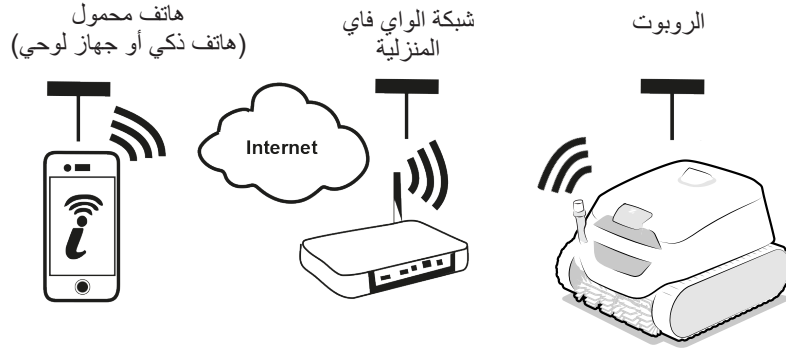 هاتف محمول
(هاتف ذكي أو جهاز لوحي)
شبكة الواي فاي
المنزلية
الروبوت
Internet
i